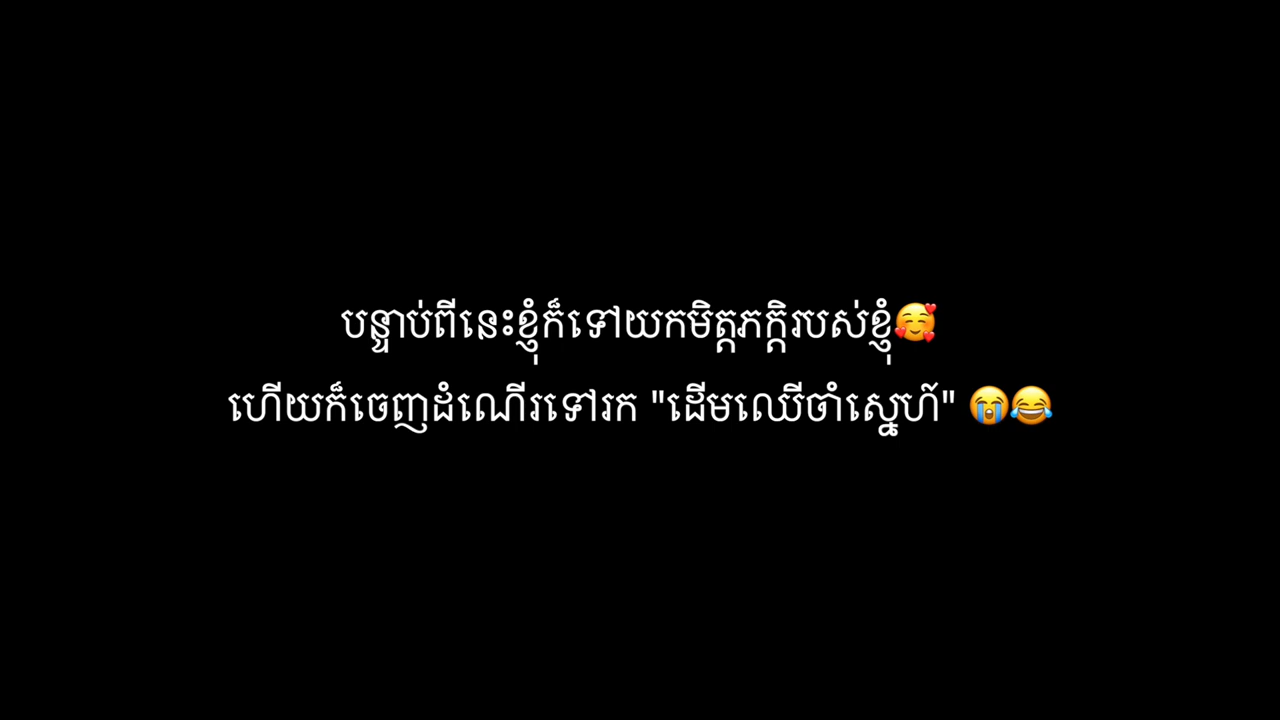 បន្ទាប់ពីនេះខ្ញុំក៏ទៅយកមិត្តភក្តិរបស់ខ្ញុំ🥰
ហើយក៏ចេញដំណើរទៅរក "ដើមឈើចាំស្នេហ៍" 😭😂